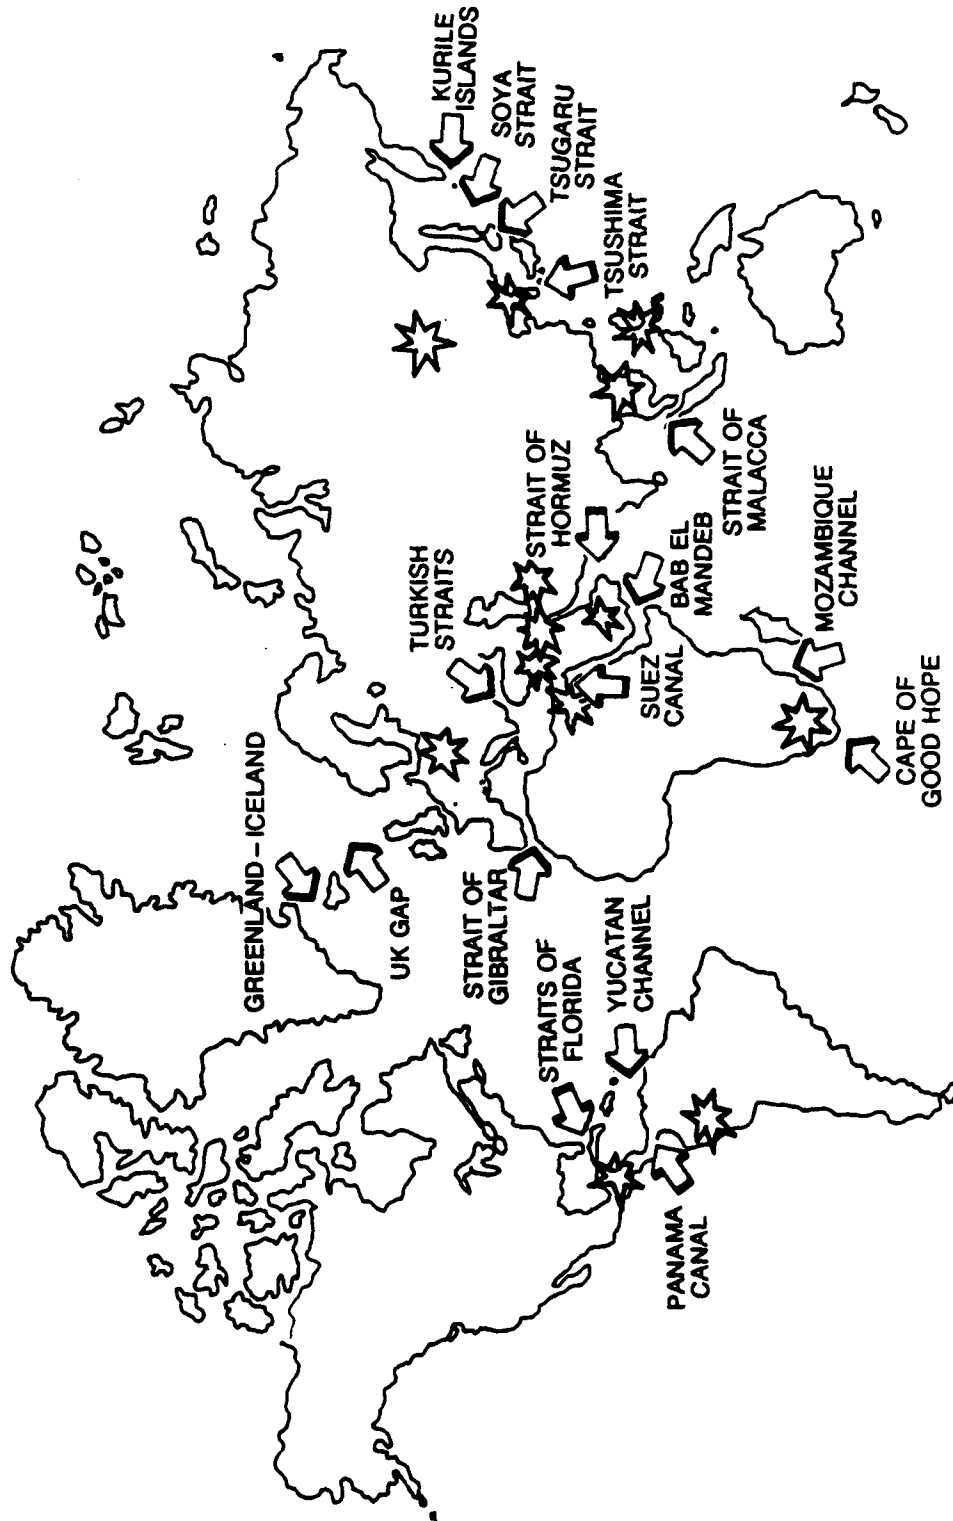 GREENLAND – ICELAND
UK GAP
TURKISH
STRAITS
STRAIT OF
HORMUZ
KURILE
ISLANDS
SOYA
STRAIT
TSUGARU
STRAIT
TSUSHIMA
STRAIT
STRAIT OF
GIBRALTAR
STRAITS OF
FLORIDA
YUCATAN
CHANNEL
SUEZ
CANAL
BAB EL
MANDEB
STRAIT OF
MALACCA
PANAMA
CANAL
MOZAMBIQUE
CHANNEL
CAPE OF
GOOD HOPE